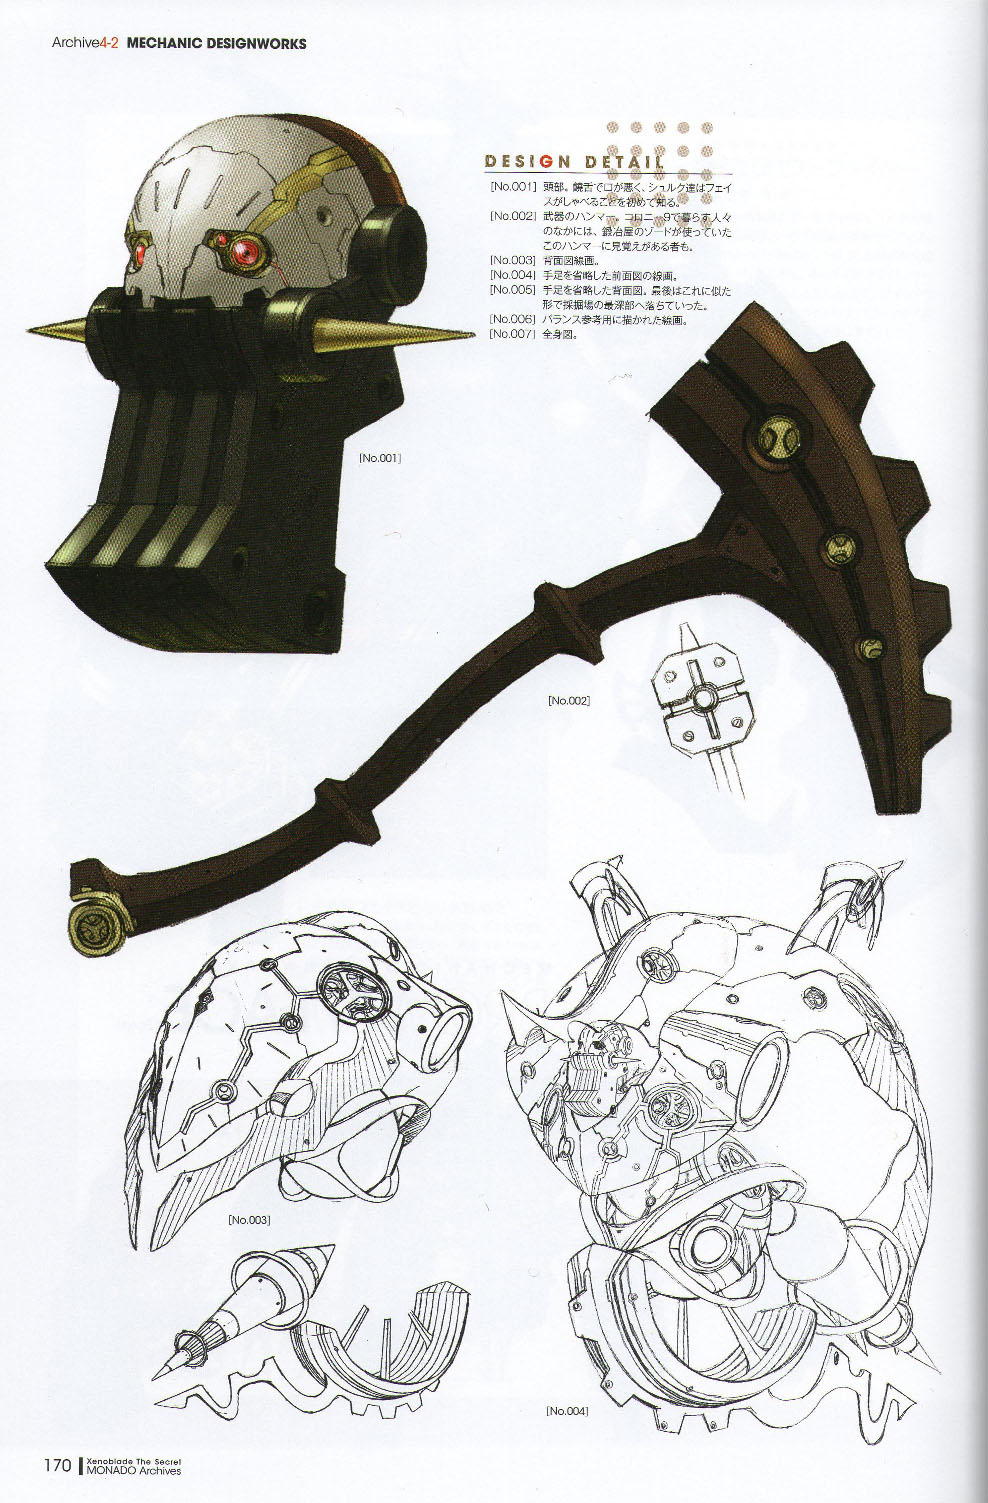 Archive4-2 MECHANIC DESIGNWORKS
DESIGN DETAIL
[No.001] 頭部。饒舌で口が悪く、シュルク達はフェイ
スがしゃべることを初めて知る。
[No.002] 武器のハンマー。コロニー9で暮らす人々
のなかには、鍛冶屋のゾードが使っていた
このハンマーに見覚えがある者も。
[No.003] 背面図線画。
[No.004] 手足を省略した前面図の線画。
[No.005] 手足を省略した背面図。最後はこれに似た
形で採掘場の最深部へ落ちていった。
[No.006] バランス参考用に描かれた線画。
[No.007] 全身図。
[No.001]
[No.002]
[No.003]
[No.004]
170 Xenoblade The Secret
MONADO Archives